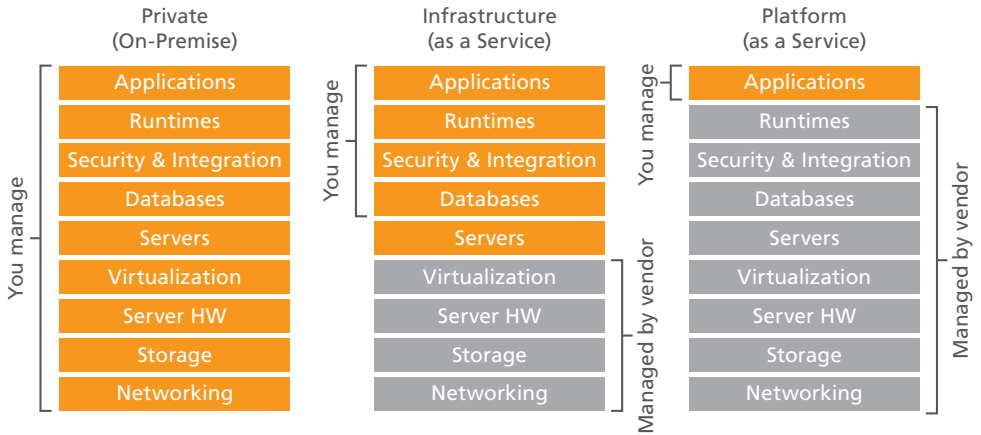 Private
(On-Premise)
You manage
Applications
Runtimes
Security & Integration
Databases
Servers
Virtualization
Server HW
Storage
Networking
Infrastructure
(as a Service)
You manage
Applications
Runtimes
Security & Integration
Databases
Servers
Virtualization
Server HW
Storage
Networking
Managed by vendor
Platform
(as a Service)
You manage
Applications
Runtimes
Security & Integration
Databases
Servers
Virtualization
Server HW
Storage
Networking
Managed by vendor